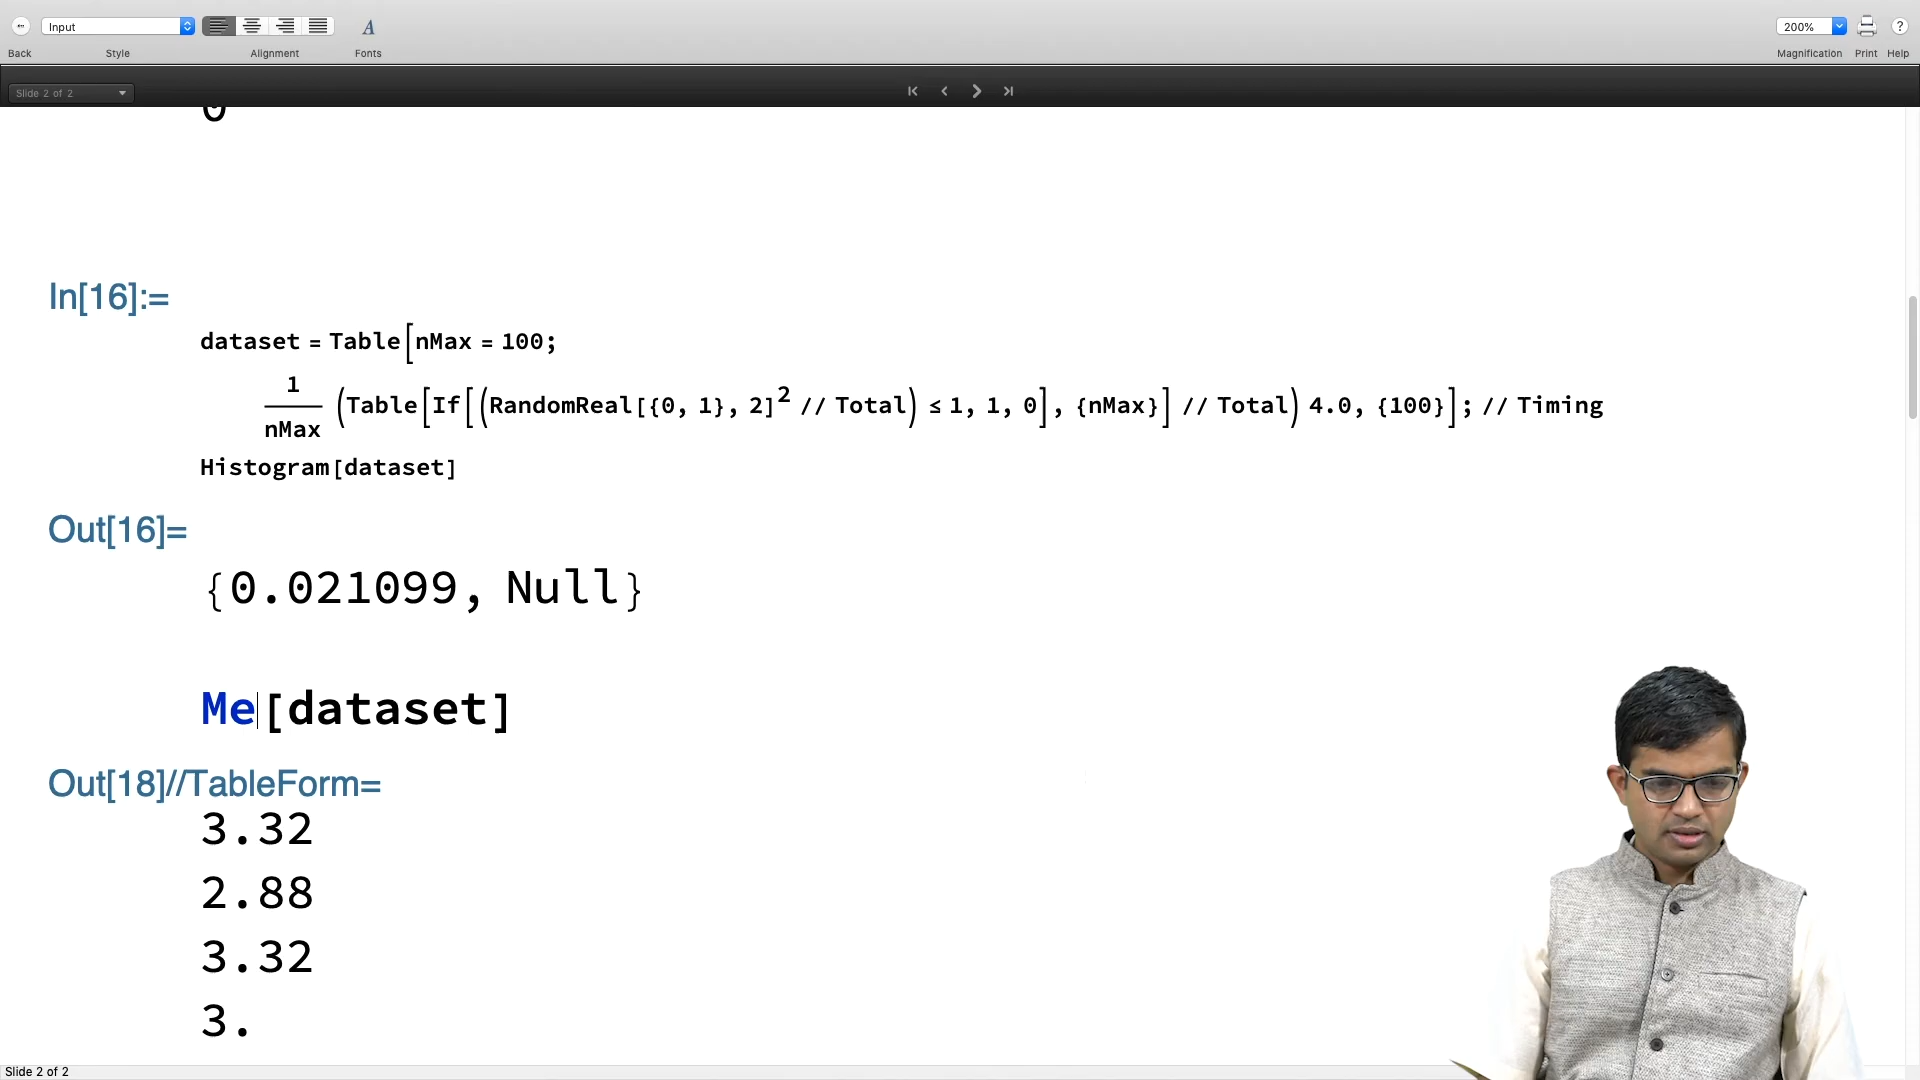 Input
200%
Back
Style
Alignment
Fonts
Magnification
Print
Help
Slide 2 of 2
0
In[16]:=
dataset = Table[nMax = 100;
1/nMax (Table[If[(RandomReal[{0, 1}, 2]^2 // Total) ≤ 1, 1, 0], {nMax}] // Total) 4.0, {100}]; // Timing
Histogram[dataset]
Out[16]=
{0.021099, Null}
Me[dataset]
Out[18]//TableForm=
3.32
2.88
3.32
3.
Slide 2 of 2